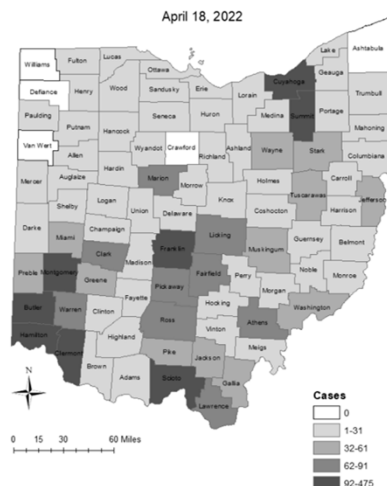 April 18, 2022
Williams
Fulton
Lucas
Ottawa
Lake
Ashtabula
Geauga
Cuyahoga
Defiance
Henry
Wood
Sandusky
Erie
Lorain
Trumbull
Paulding
Seneca
Huron
Medina
Summit
Portage
Mahoning
Putnam
Hancock
Van Wert
Allen
Wyandot
Crawford
Richland
Ashland
Wayne
Stark
Columbiana
Hardin
Mercer
Auglaize
Marion
Morrow
Holmes
Carroll
Tuscarawas
Jefferson
Logan
Shelby
Union
Knox
Coshocton
Harrison
Delaware
Darke
Champaign
Licking
Guernsey
Belmont
Miami
Franklin
Muskingum
Clark
Madison
Noble
Monroe
Preble
Montgomery
Fairfield
Perry
Greene
Pickaway
Morgan
Fayette
Hocking
Washington
Butler
Warren
Clinton
Ross
Athens
Vinton
Hamilton
Highland
Meigs
Clermont
Pike
Jackson
Brown
Adams
Scioto
Gallia
Lawrence
N
0 15 30 60 Miles
Cases
0
1-31
32-61
62-91
92-475